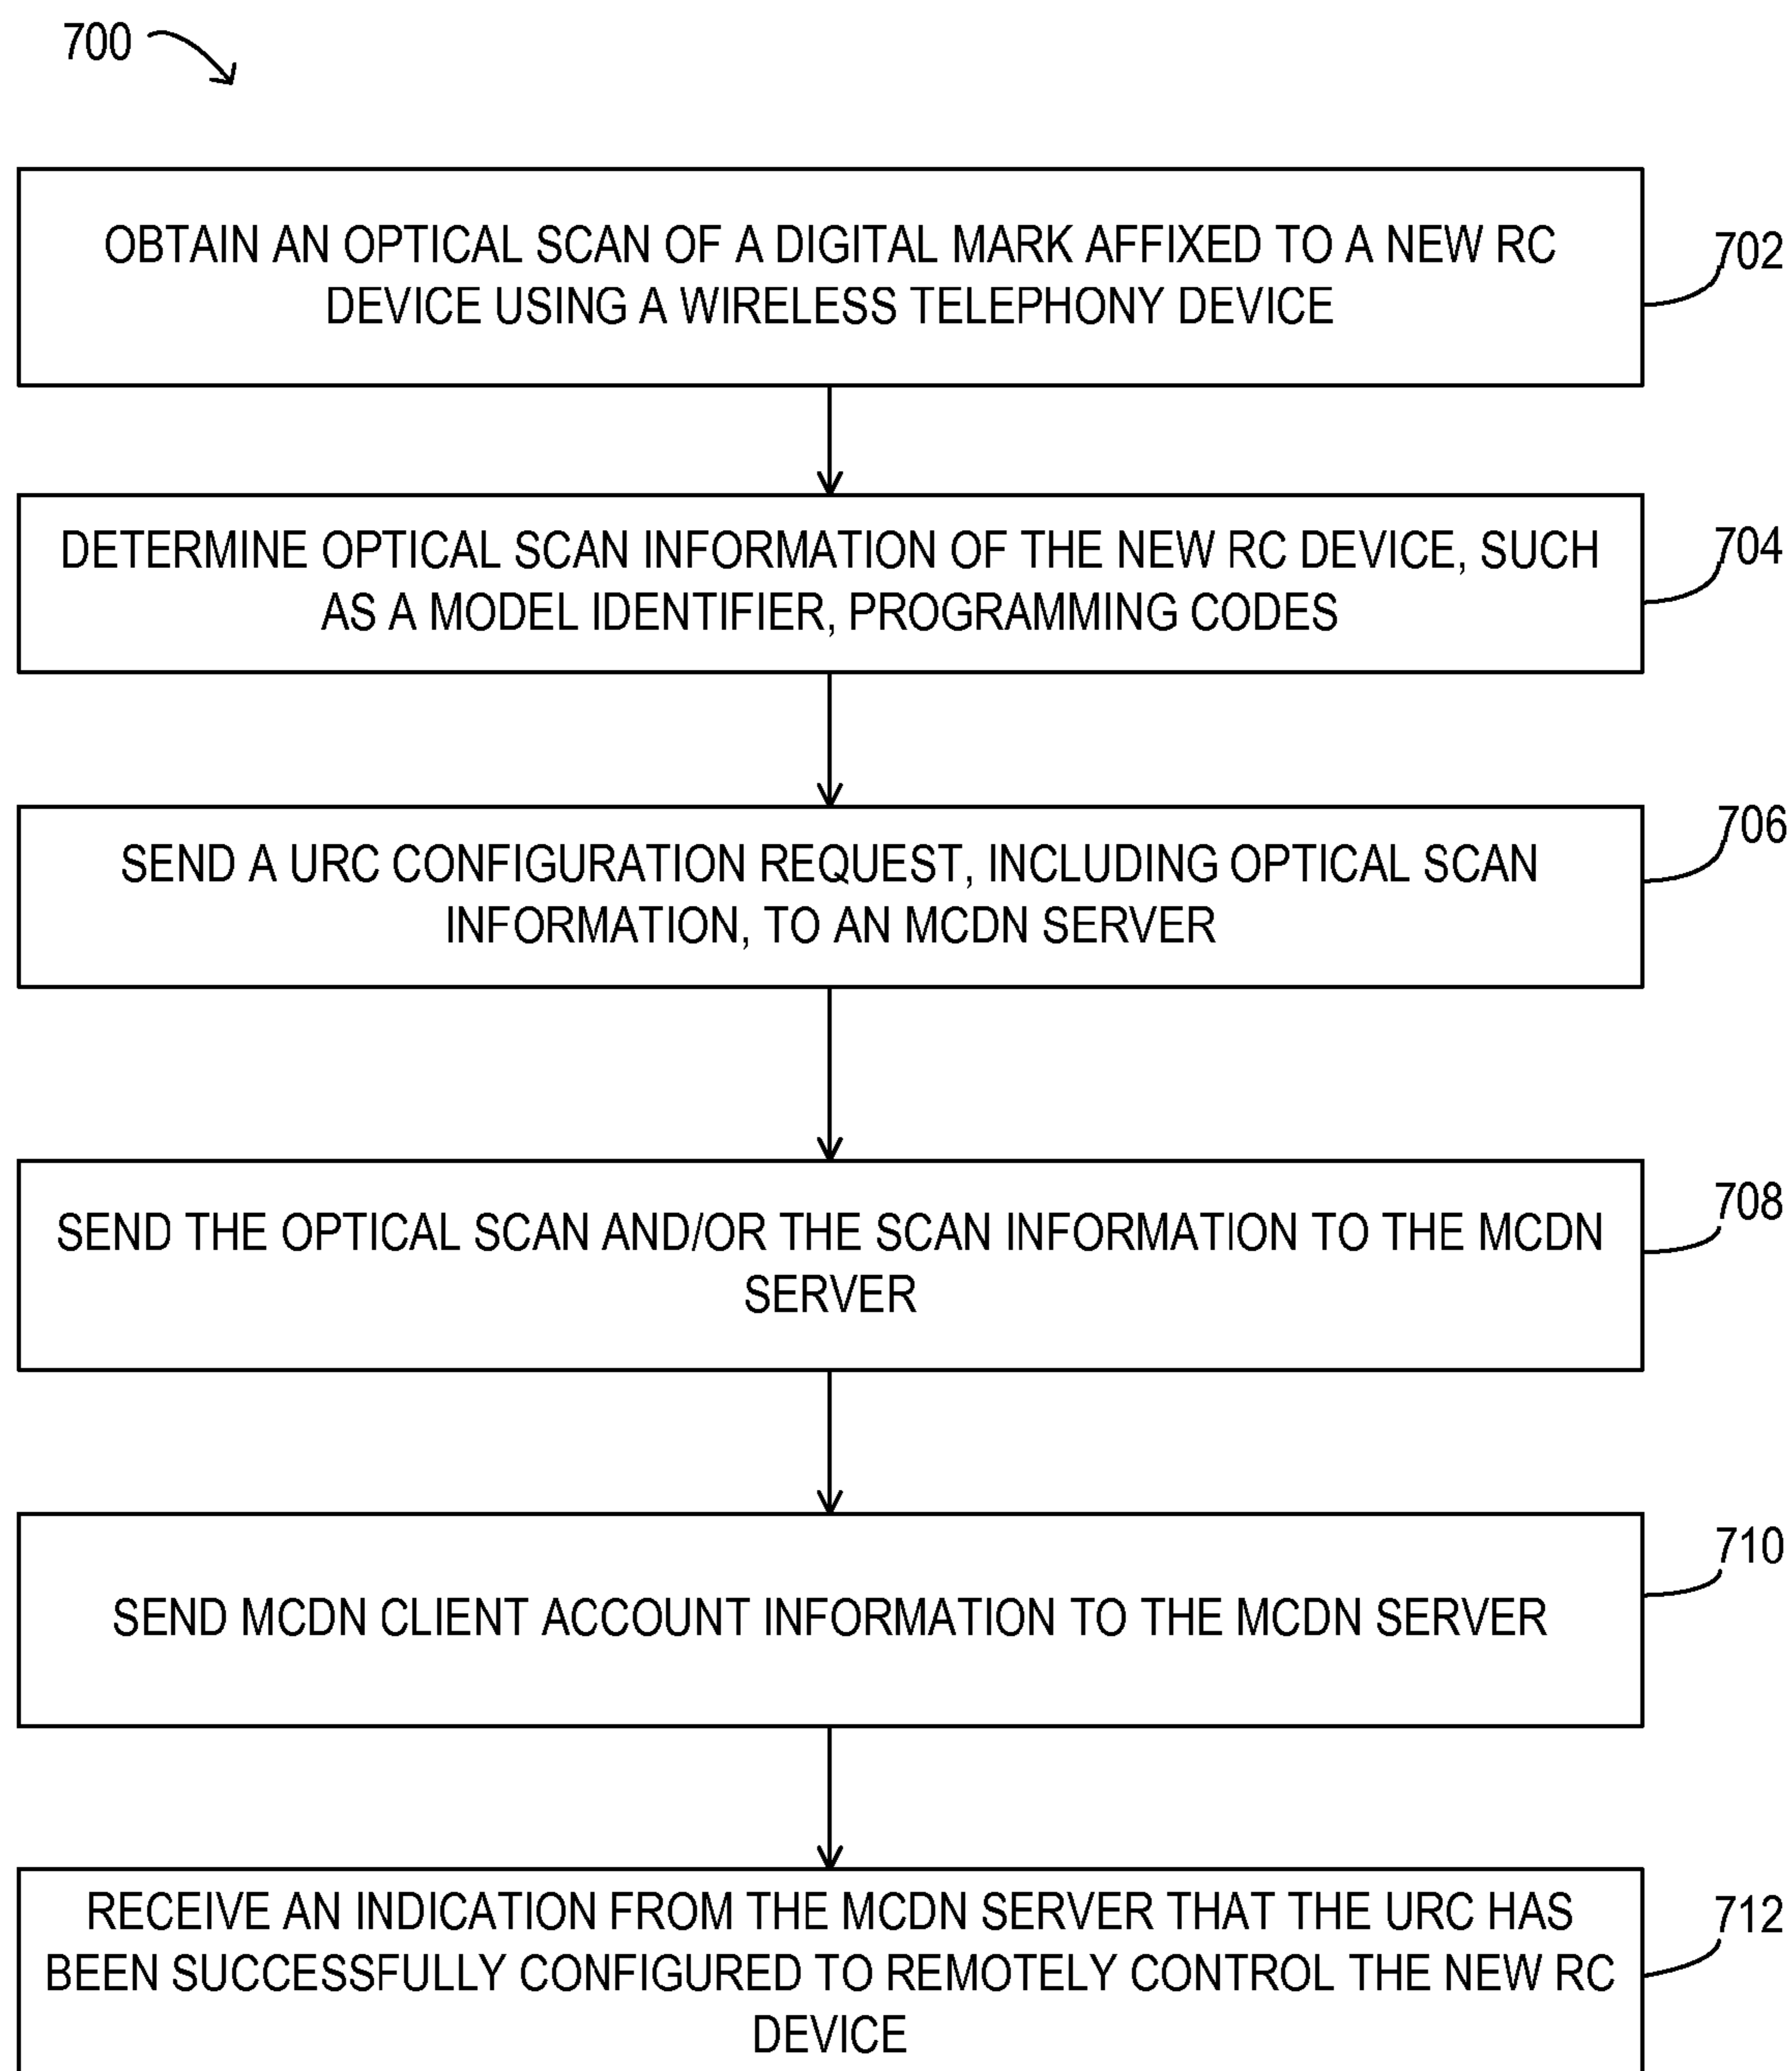 700
OBTAIN AN OPTICAL SCAN OF A DIGITAL MARK AFFIXED TO A NEW RC
DEVICE USING A WIRELESS TELEPHONY DEVICE
702
DETERMINE OPTICAL SCAN INFORMATION OF THE NEW RC DEVICE, SUCH
AS A MODEL IDENTIFIER, PROGRAMMING CODES
704
SEND A URC CONFIGURATION REQUEST, INCLUDING OPTICAL SCAN
INFORMATION, TO AN MCDN SERVER
706
SEND THE OPTICAL SCAN AND/OR THE SCAN INFORMATION TO THE MCDN
SERVER
708
SEND MCDN CLIENT ACCOUNT INFORMATION TO THE MCDN SERVER
710
RECEIVE AN INDICATION FROM THE MCDN SERVER THAT THE URC HAS
BEEN SUCCESSFULLY CONFIGURED TO REMOTELY CONTROL THE NEW RC
DEVICE
712